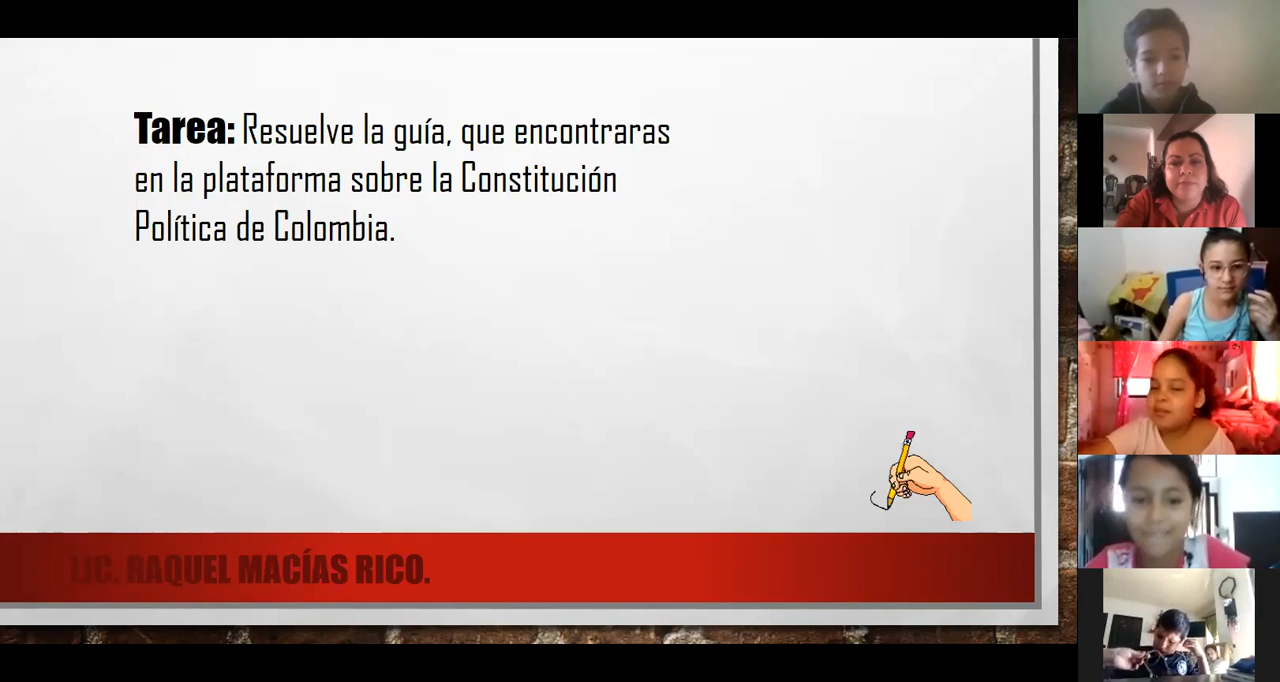 Tarea: Resuelve la guía, que encontraras
en la plataforma sobre la Constitución
Política de Colombia.
LIC. RAQUEL MACÍAS RICO.